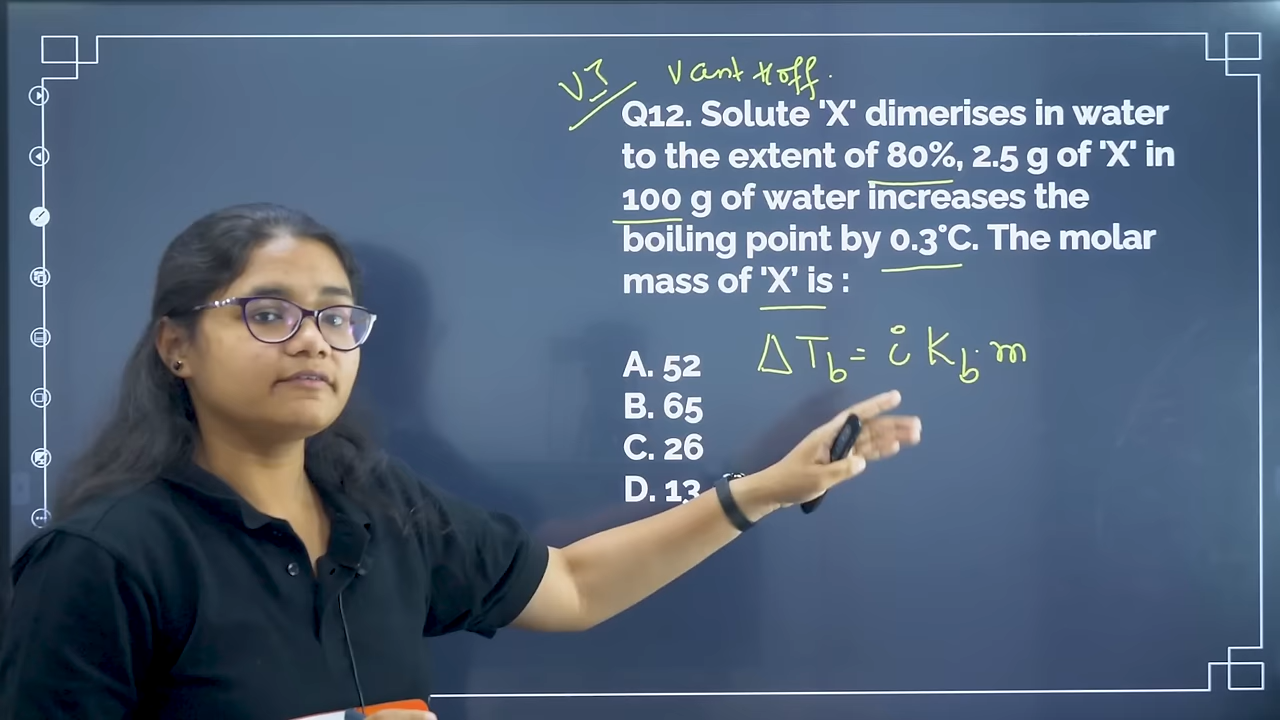 V3 Vant Hoff.
Q12. Solute 'X' dimerises in water
to the extent of 80%, 2.5 g of 'X' in
100 g of water increases the
boiling point by 0.3°C. The molar
mass of 'X' is :
ΔTb = i Kb. m
A. 52
B. 65
C. 26
D. 13